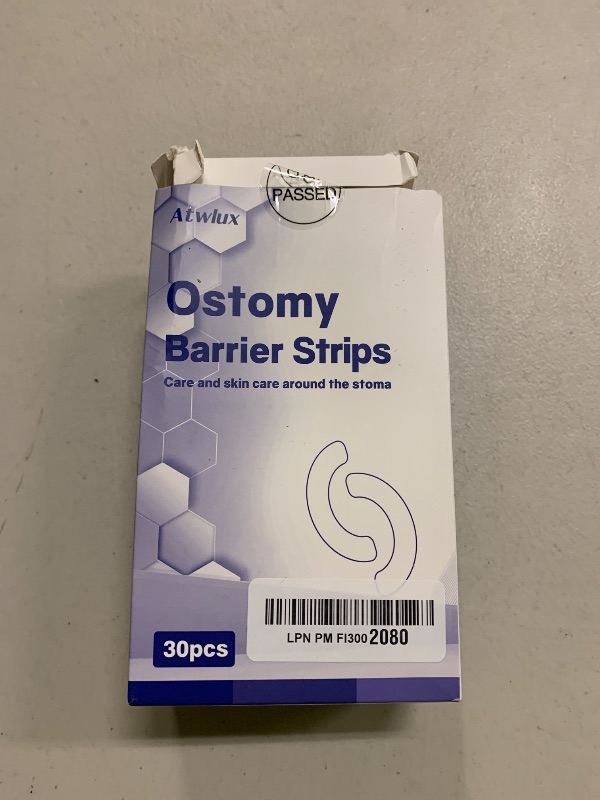 PASSED
Atwlux
Ostomy
Barrier Strips
Care and skin care around the stoma
LPN PM FI300 2080
30pcs